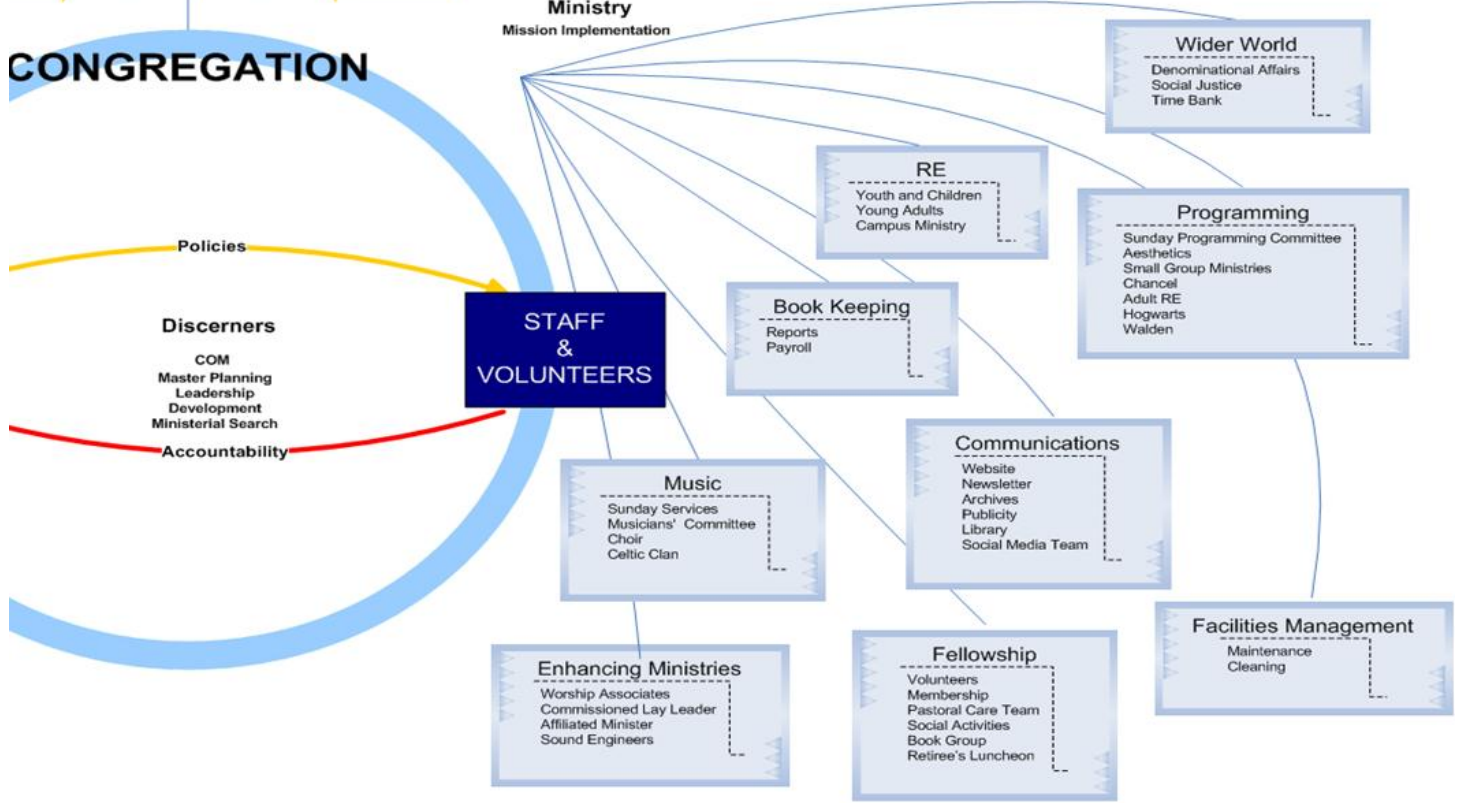 Ministry
Mission Implementation
CONGREGATION
Policies
Discerners
COM
Master Planning
Leadership
Development
Ministerial Search
Accountability
STAFF
&
VOLUNTEERS
Wider World
Denominational Affairs
Social Justice
Time Bank
RE
Youth and Children
Young Adults
Campus Ministry
Programming
Sunday Programming Committee
Aesthetics
Small Group Ministries
Chancel
Adult RE
Hogwarts
Walden
Book Keeping
Reports
Payroll
Communications
Website
Newsletter
Archives
Publicity
Library
Social Media Team
Music
Sunday Services
Musicians' Committee
Choir
Celtic Clan
Facilities Management
Maintenance
Cleaning
Enhancing Ministries
Worship Associates
Commissioned Lay Leader
Affiliated Minister
Sound Engineers
Fellowship
Volunteers
Membership
Pastoral Care Team
Social Activities
Book Group
Retiree's Luncheon